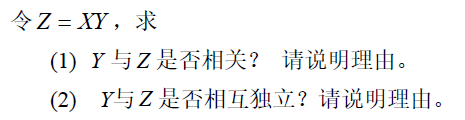 令 Z = XY ，求
(1) Y 与 Z 是否相关？ 请说明理由。
(2) Y与 Z 是否相互独立？请说明理由。